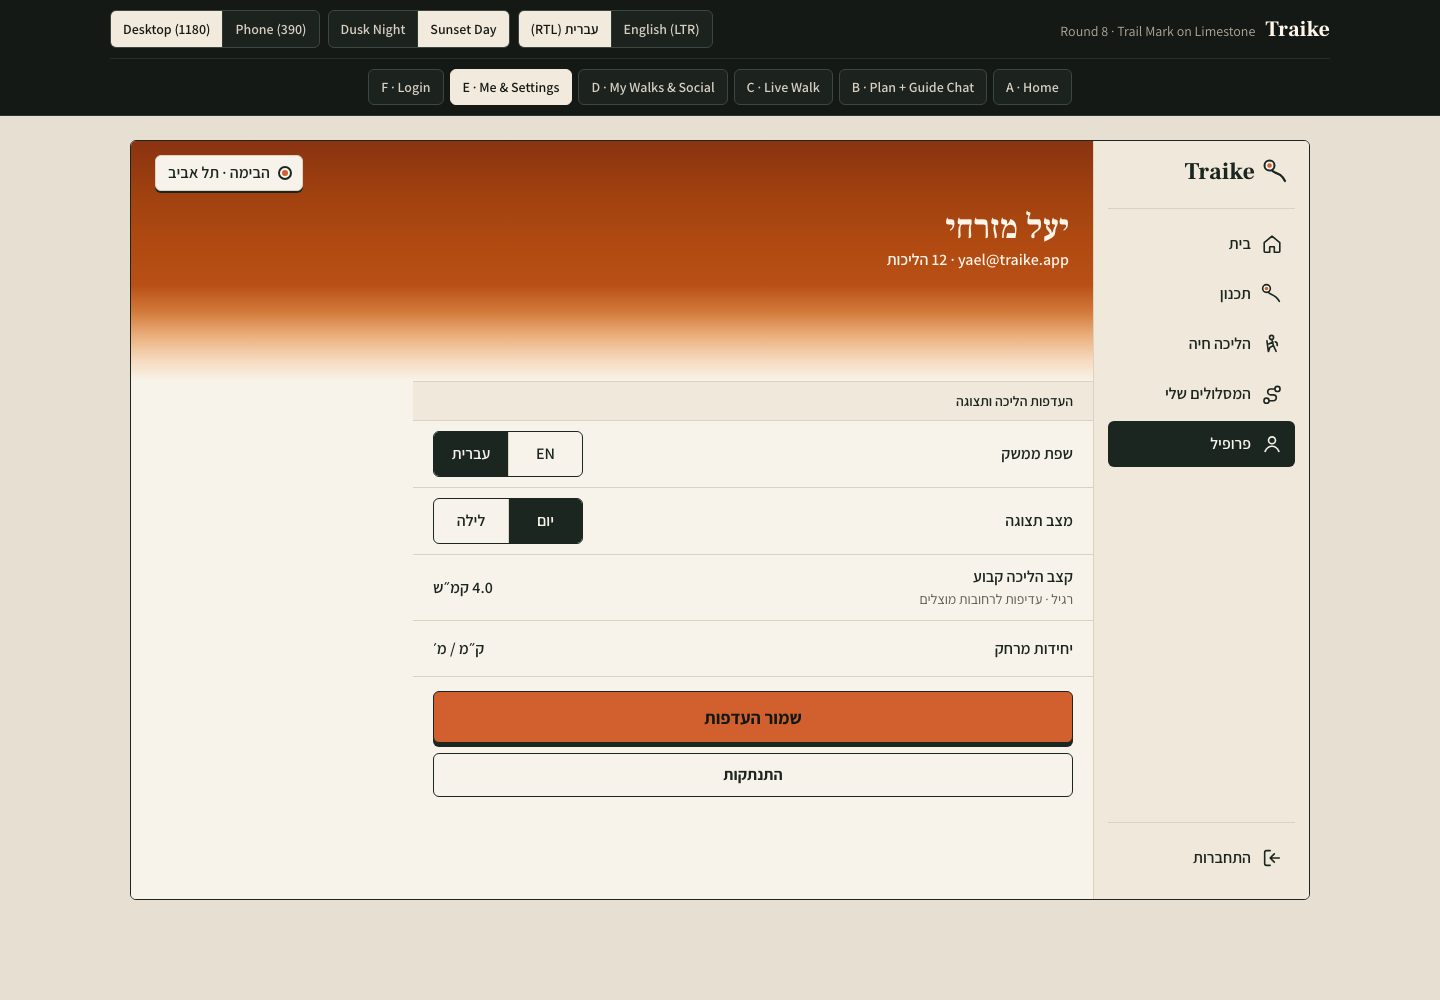 Traike
Round 8 · Trail Mark on Limestone
English (LTR)
עברית (RTL)
Sunset Day
Dusk Night
Phone (390)
Desktop (1180)
A · Home
B · Plan + Guide Chat
C · Live Walk
D · My Walks & Social
E · Me & Settings
F · Login
Traike
בית
תכנון
הליכה חיה
המסלולים שלי
פרופיל
התחברות
הבימה · תל אביב
יעל מזרחי
yael@traike.app · 12 הליכות
העדפות הליכה ותצוגה
שפת ממשק
EN
עברית
מצב תצוגה
יום
לילה
קצב הליכה קבוע
רגיל · עדיפות לרחובות מוצלים
4.0 קמ״ש
יחידות מרחק
ק״מ / מ׳
שמור העדפות
התנתקות